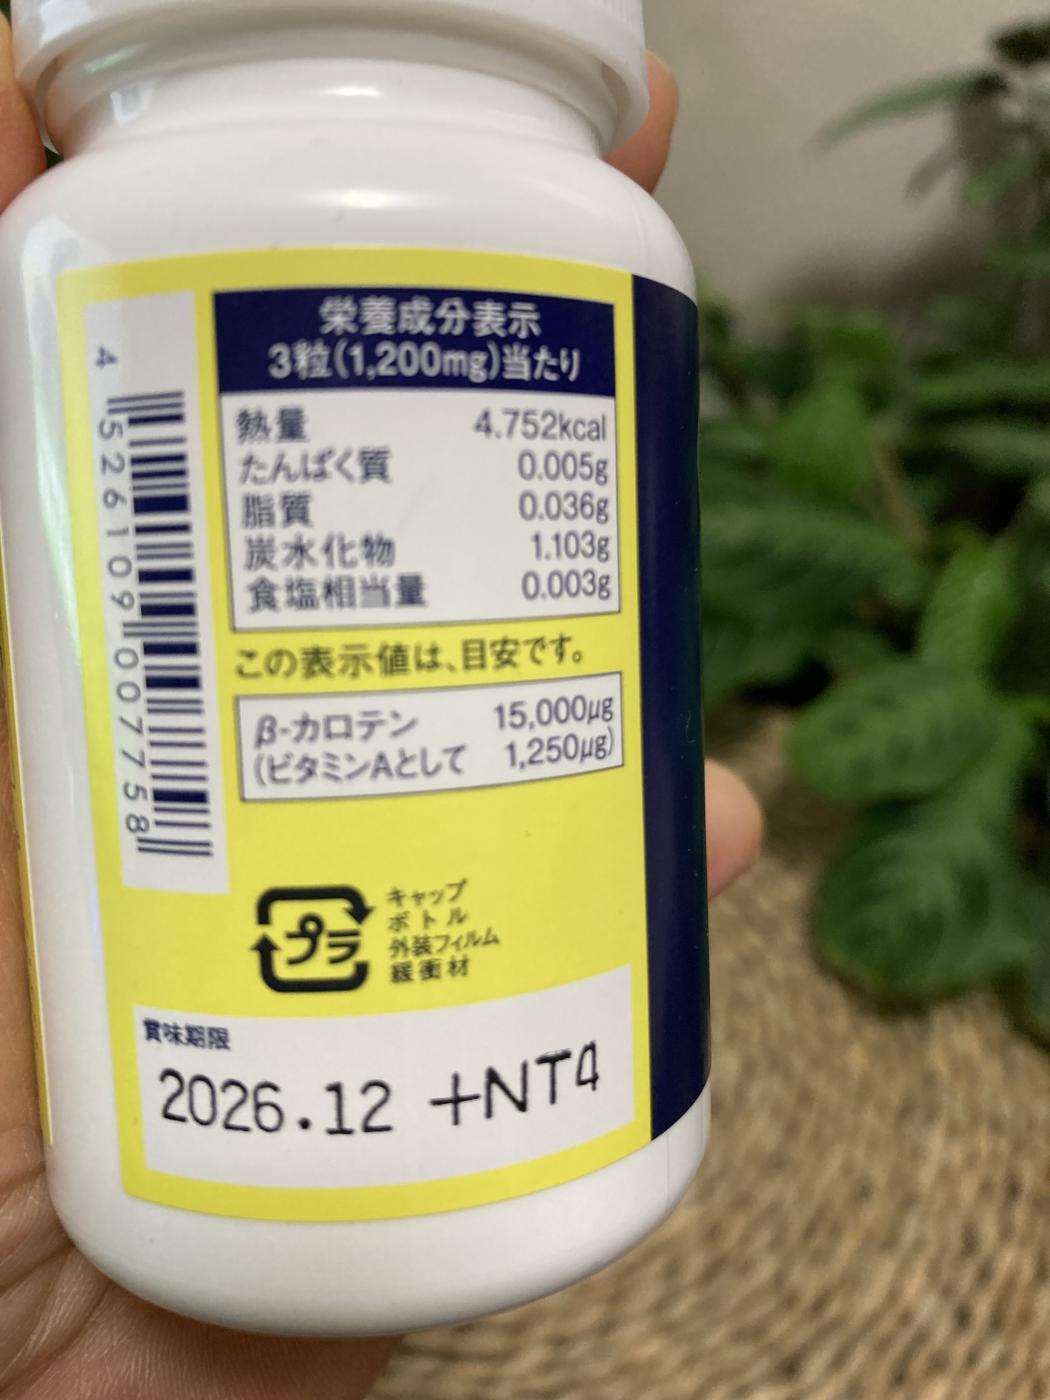 栄養成分表示
3粒(1,200mg)当たり
熱量 4.752kcal
たんぱく質 0.005g
脂質 0.036g
炭水化物 1.103g
食塩相当量 0.003g
この表示値は、目安です。
β-カロテン 15,000μg
(ビタミンAとして 1,250μg)
4 526109 007758
プラ
キャップ
ボトル
外装フィルム
緩衝材
賞味期限
2026.12 +NT4